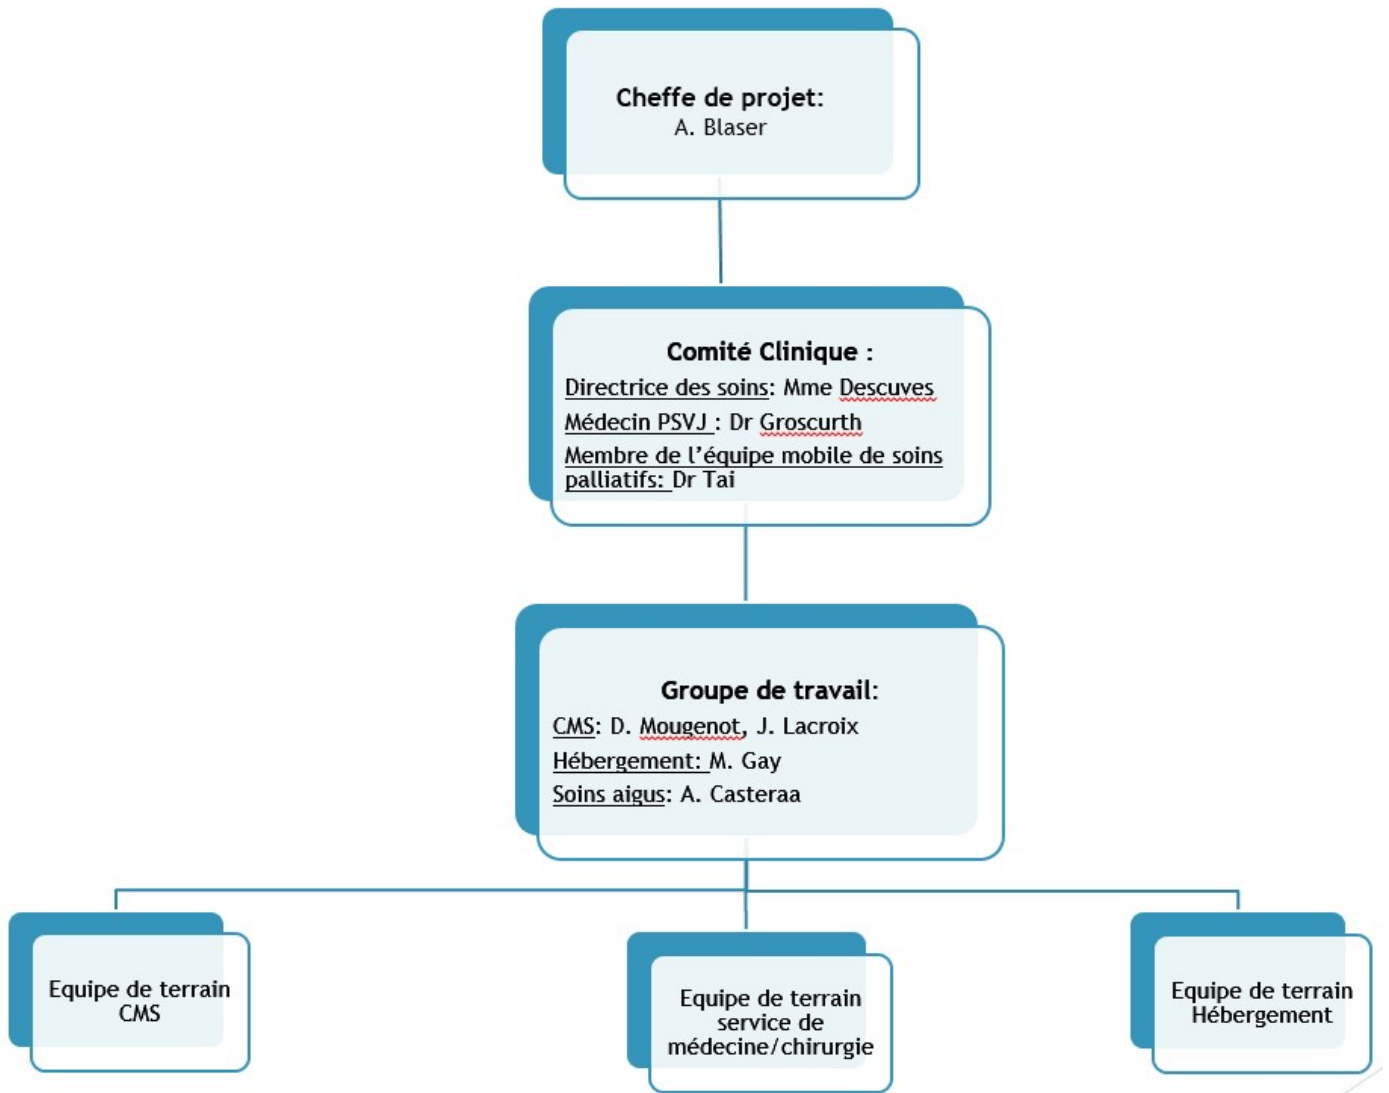 Cheffe de projet:
A. Blaser
Comité Clinique :
Directrice des soins: Mme Descuves
Médecin PSVJ : Dr Groscurth
Membre de l'équipe mobile de soins
palliatifs: Dr Tai
Groupe de travail:
CMS: D. Mougenot, J. Lacroix
Hébergement: M. Gay
Soins aigus: A. Casteraa
Equipe de terrain
CMS
Equipe de terrain
service de
médecine/chirurgie
Equipe de terrain
Hébergement